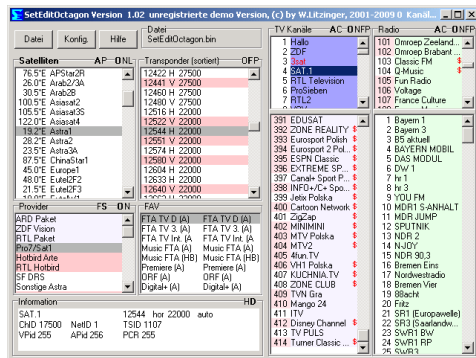 SetEditOctagon Version 1.02 unregistrierte demo Version, (c) by W.Litzinger, 2001-2009 0 Kanäl...
Datei
Konfig.
Hilfe
Datei
SetEditOctagon.bin
Satelliten AP ONL
76.5°E APStar2R
26.0°E Arab2/3A
30.5°E Arab2B
100.5°E Asiasat2
105.5°E Asiasat3S
122.0°E Asiasat4
19.2°E Astra1
28.2°E Astra2
23.5°E Astra3A
87.5°E ChinaStar1
45.0°E Europe1
48.0°E EuteI2F2
21.5°E EuteI2F3
Transponder (sortiert) OFP
12422 H 27500
12441 V 27500
12460 H 27500
12480 V 27500
12516 H 22000
12522 V 22000
12544 H 22000
12551 V 22000
12574 H 22000
12580 V 22000
12604 H 22000
12633 H 22000
12640 V 22000
Provider FS ON
ARD Paket
ZDF Vision
RTL Paket
Pro7/Sat1
Hotbird Arte
RTL Hotbird
SF DRS
Sonstige Astra
FAV
FTA TV D (A) FTA TV D (A)
FTA TV 3. (A) FTA TV 3. (A)
FTA TV Int. (A FTA TV Int. (A
Music FTA (A) Music FTA (A)
Music FTA (HB) Music FTA (HB)
Premiere (A) Premiere (A)
ORF (A) ORF (A)
Digital+ (A) Digital+ (A)
Information HD
SAT.1 12544 hor 22000 auto
CND 17500 NetID 1 TSID 1107
VPid 255 APid 256 PCR 255
TV Kanäle AC ONFP
1 Hallo
2 ZDF
3 3sat
4 SAT.1
5 RTL Television
6 ProSieben
7 RTL2
391 EDUSAT
392 ZONE REALITY $
393 Eurosport Polish $
394 Eurosport 2 Pol... $
395 ESPN Classic $
396 EXTREME SP... $
397 Canal+ Sport P... $
398 INFO+/C+ Spo... $
399 Jetix Polska $
400 Cartoon Network $
401 ZigZap $
402 MINIMINI $
403 MTV Polska $
404 MTV2 $
405 4fun.TV
406 VH1 Polska $
407 KUCHNIA.TV $
408 ZONE CLUB $
409 TVN Gra
410 Mango 24
411 ITV
412 Disney Channel $
413 TV PULS
414 Turner Classic ... $
Radio AC ONFP
101 Omroep Zeeland...
102 Omroep Brabant ...
103 Classic FM $
104 Q-Music $
105 Fun Radio
106 Voltage
107 France Culture
1 Bayern 1
2 Bayern 3
3 B5 aktuell
4 BAYERN MOBIL
5 DAS MODUL
6 DW 1
7 hr 1
8 hr 3
9 YOU FM
10 MDR1 S-ANHALT
11 MDR JUMP
12 SPUTNIK
13 NDR 2
14 N-JOY
15 NDR 90,3
16 Bremen Eins
17 Nordwestradio
18 Bremen Vier
19 88acht
20 Fritz
21 SR1 (Europawelle)
22 SR3 (Saarlandw...
23 SWR1 BW
24 SWR1 RP
25 SWR3